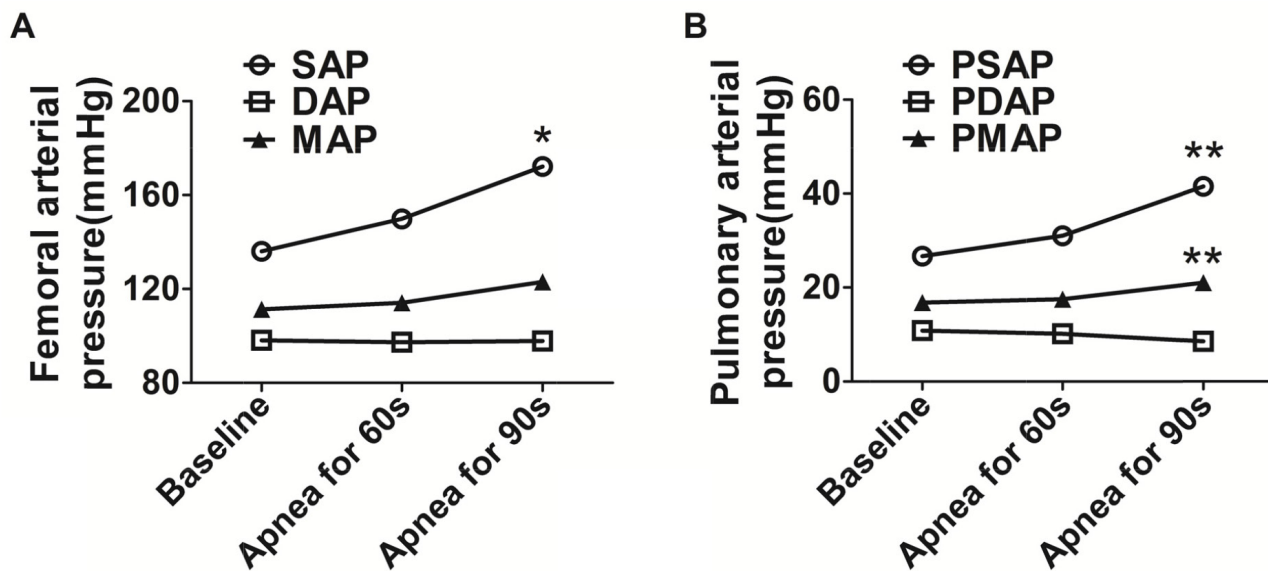 A
SAP
DAP
MAP
Femoral arterial
pressure(mmHg)
200
160
120
80
*
Baseline
Apnea for 60s
Apnea for 90s
B
PSAP
PDAP
PMAP
Pulmonary arterial
pressure(mmHg)
60
40
20
0
**
**
Baseline
Apnea for 60s
Apnea for 90s